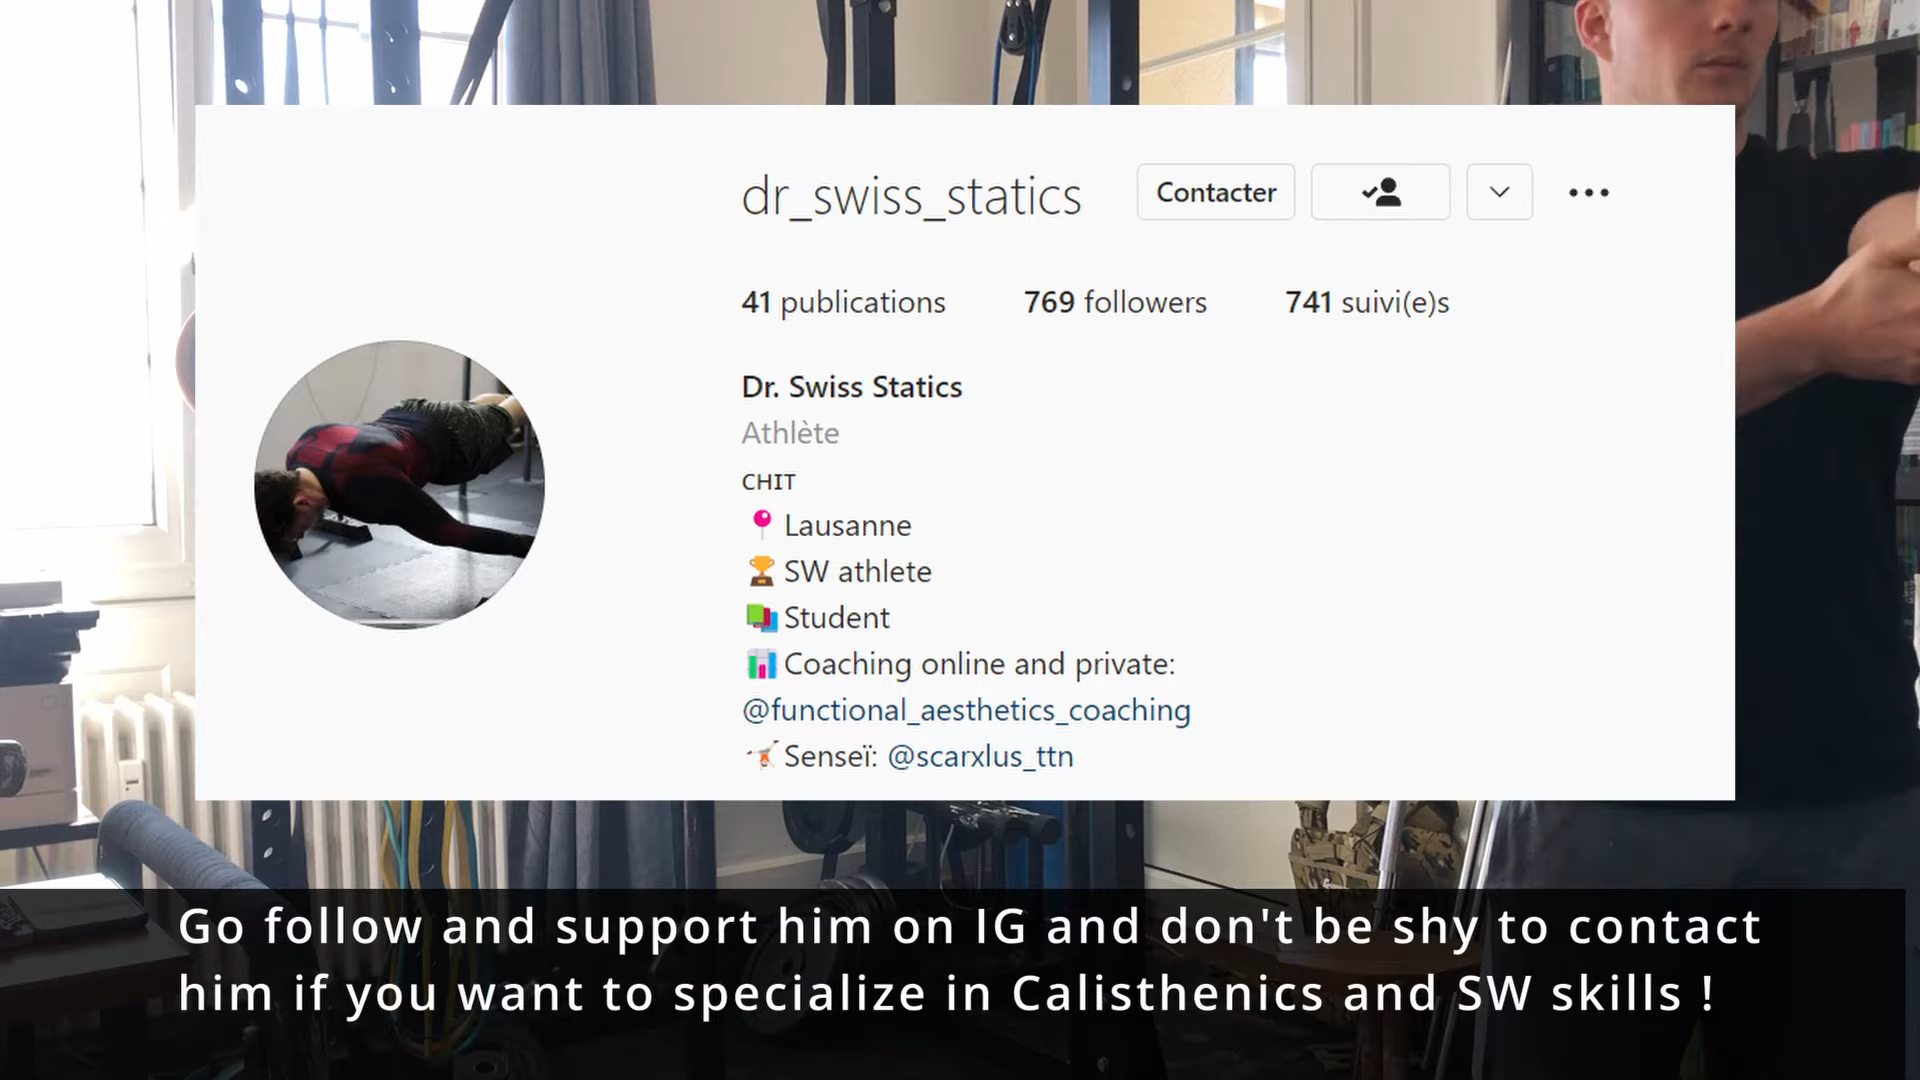 dr_swiss_statics
Contacter
41 publications 769 followers 741 suivi(e)s
Dr. Swiss Statics
Athlète
CHIT
Lausanne
SW athlete
Student
Coaching online and private:
@functional_aesthetics_coaching
Senseï: @scarxlus_ttn
Go follow and support him on IG and don't be shy to contact
him if you want to specialize in Calisthenics and SW skills !